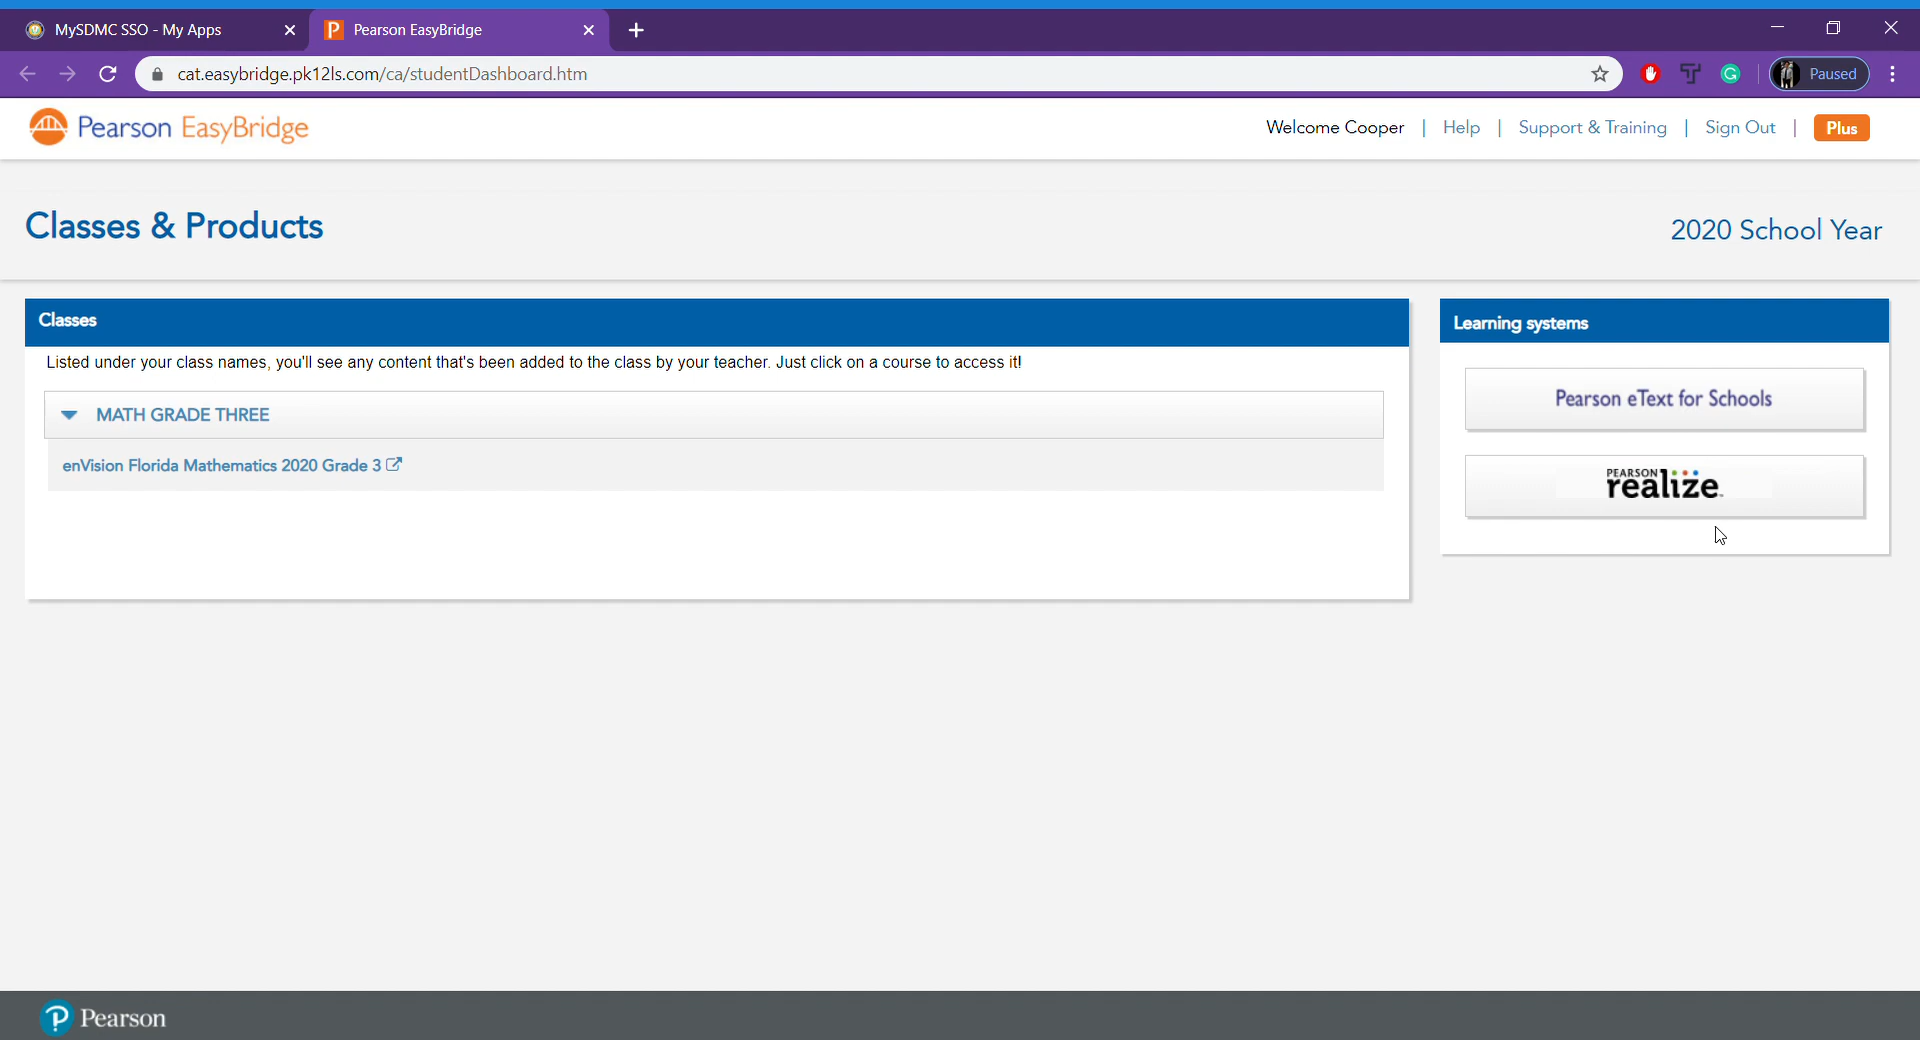 MySDMC SSO - My Apps
Pearson EasyBridge
cat.easybridge.pk12ls.com/ca/studentDashboard.htm
Paused
Pearson EasyBridge
Welcome Cooper | Help | Support & Training | Sign Out | Plus
Classes & Products
2020 School Year
Classes
Learning systems
Listed under your class names, you'll see any content that's been added to the class by your teacher. Just click on a course to access it!
Pearson eText for Schools
MATH GRADE THREE
enVision Florida Mathematics 2020 Grade 3
PEARSON
realize™
Pearson